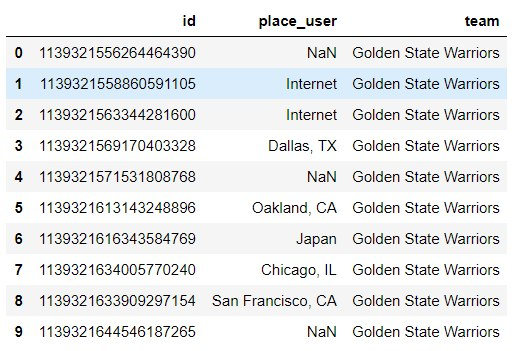 id place_user team
0 1139321556264464390 NaN Golden State Warriors
1 1139321558860591105 Internet Golden State Warriors
2 1139321563344281600 Internet Golden State Warriors
3 1139321569170403328 Dallas, TX Golden State Warriors
4 1139321571531808768 NaN Golden State Warriors
5 1139321613143248896 Oakland, CA Golden State Warriors
6 1139321616343584769 Japan Golden State Warriors
7 1139321634005770240 Chicago, IL Golden State Warriors
8 1139321633909297154 San Francisco, CA Golden State Warriors
9 1139321644546187265 NaN Golden State Warriors